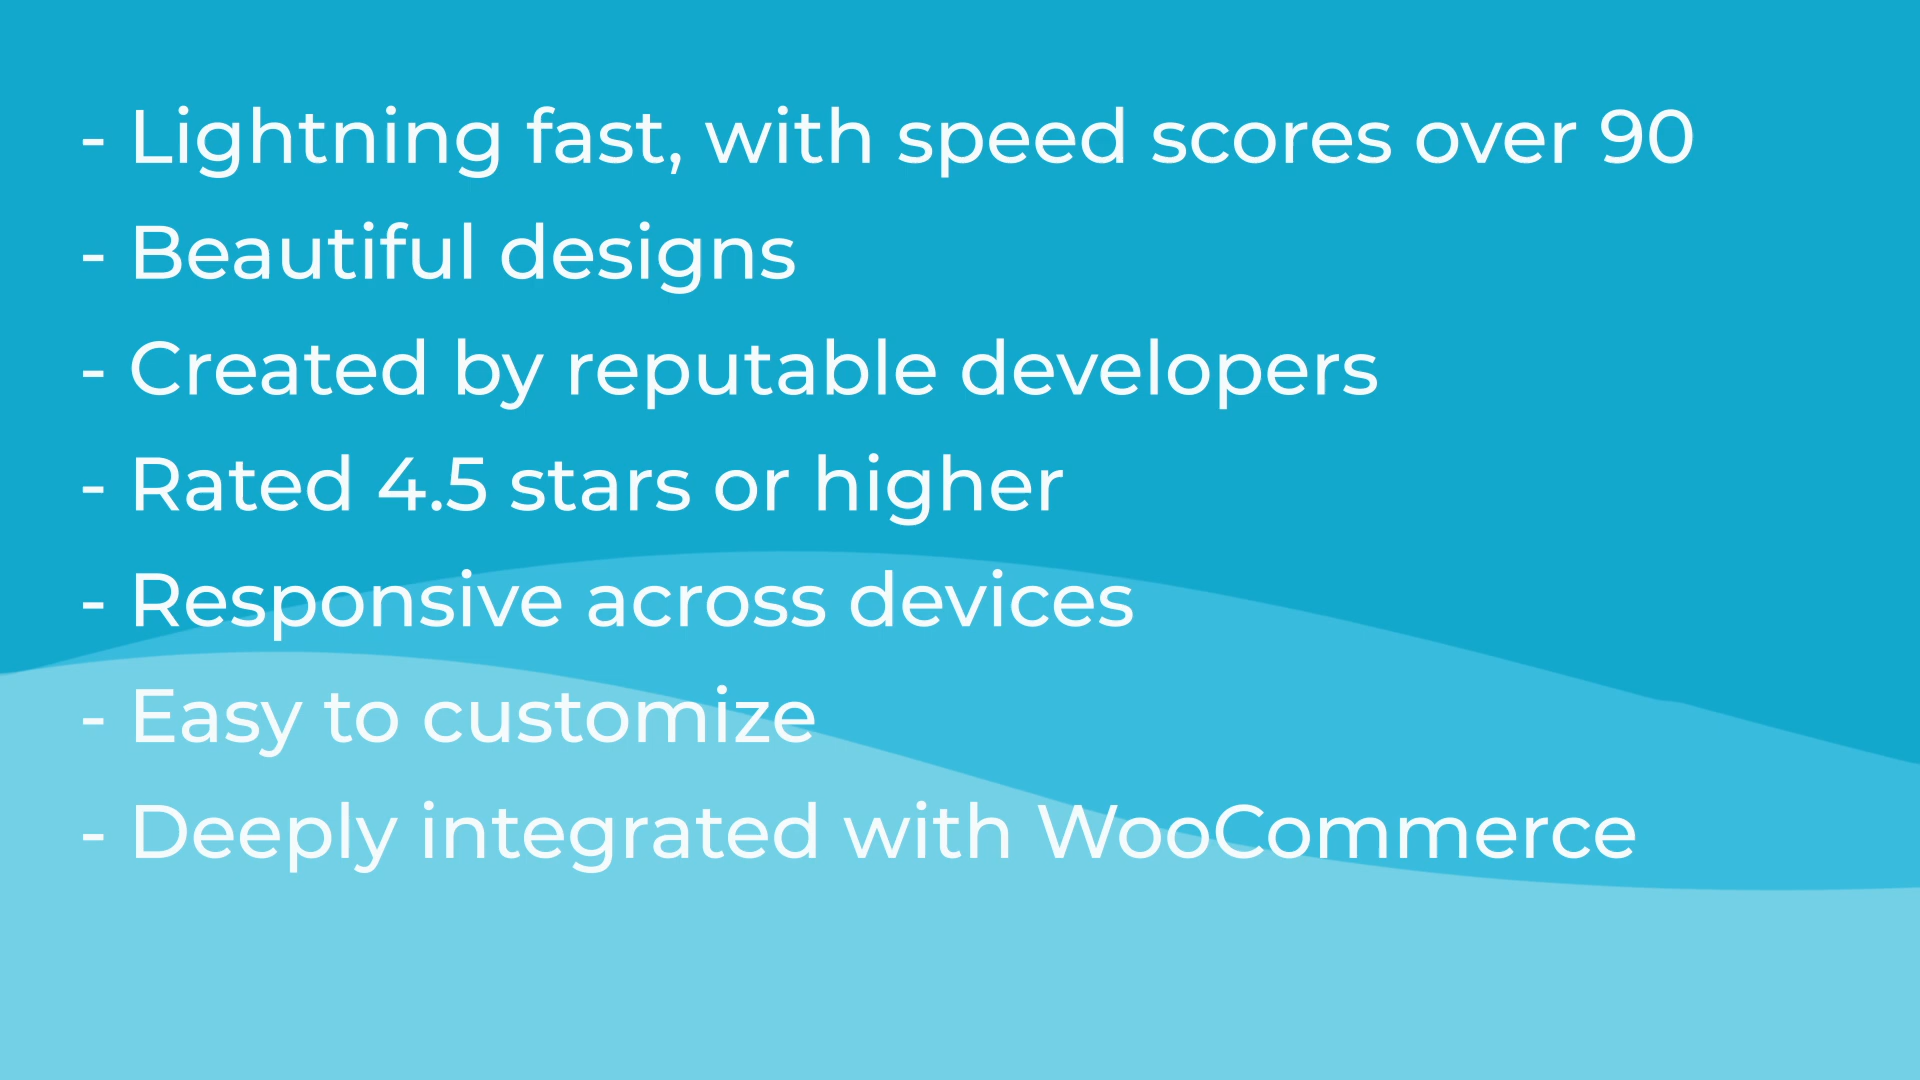 - Lightning fast, with speed scores over 90
- Beautiful designs
- Created by reputable developers
- Rated 4.5 stars or higher
- Responsive across devices
- Easy to customize
- Deeply integrated with WooCommerce